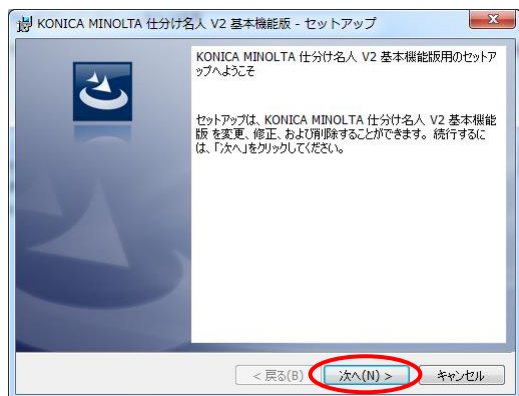 KONICA MINOLTA 仕分け名人 V2 基本機能版 - セットアップ
KONICA MINOLTA 仕分け名人 V2 基本機能版用のセットア
ップへようこそ
セットアップは、KONICA MINOLTA 仕分け名人 V2 基本機能
版 を変更、修正、および削除することができます。続行するに
は、「次へ」をクリックしてください。
< 戻る(B)
次へ(N) >
キャンセル